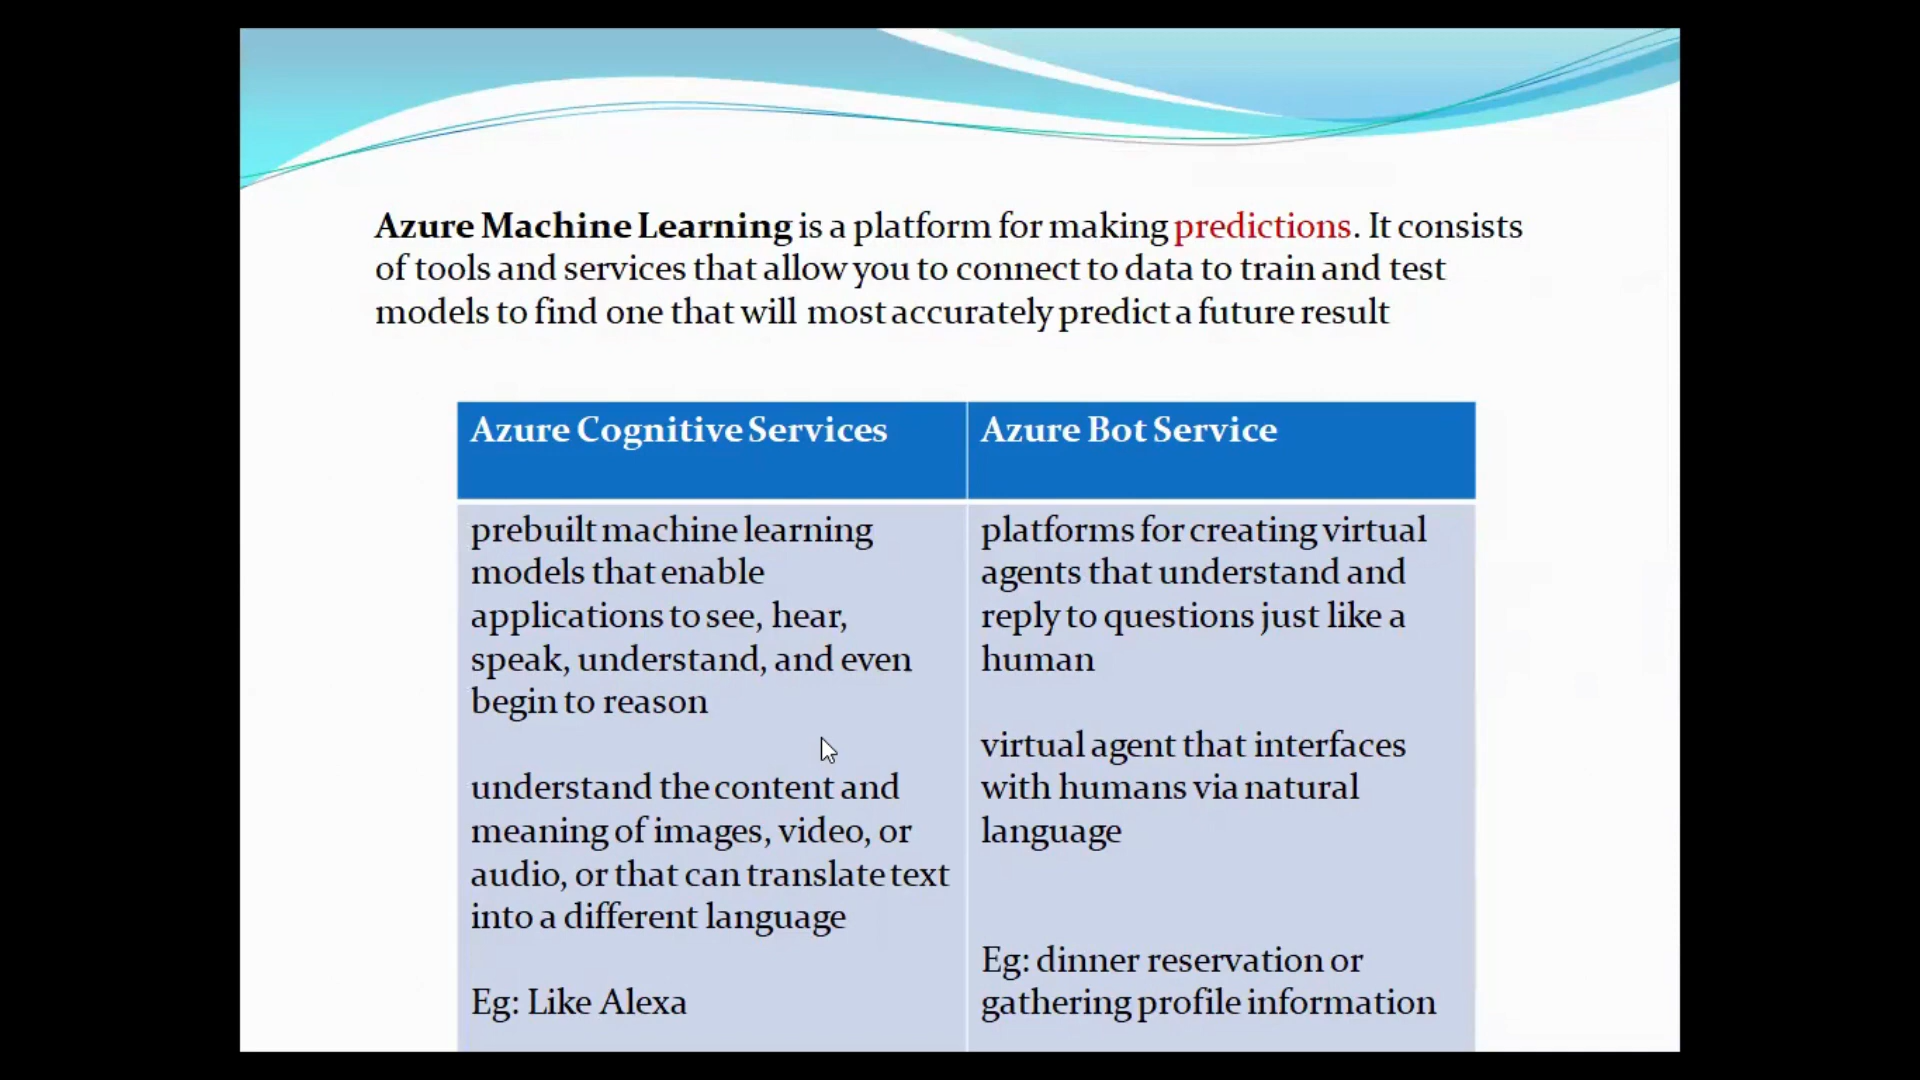 Azure Machine Learning is a platform for making predictions. It consists
of tools and services that allow you to connect to data to train and test
models to find one that will most accurately predict a future result
Azure Cognitive Services
prebuilt machine learning
models that enable
applications to see, hear,
speak, understand, and even
begin to reason
understand the content and
meaning of images, video, or
audio, or that can translate text
into a different language
Eg: Like Alexa
Azure Bot Service
platforms for creating virtual
agents that understand and
reply to questions just like a
human
virtual agent that interfaces
with humans via natural
language
Eg: dinner reservation or
gathering profile information